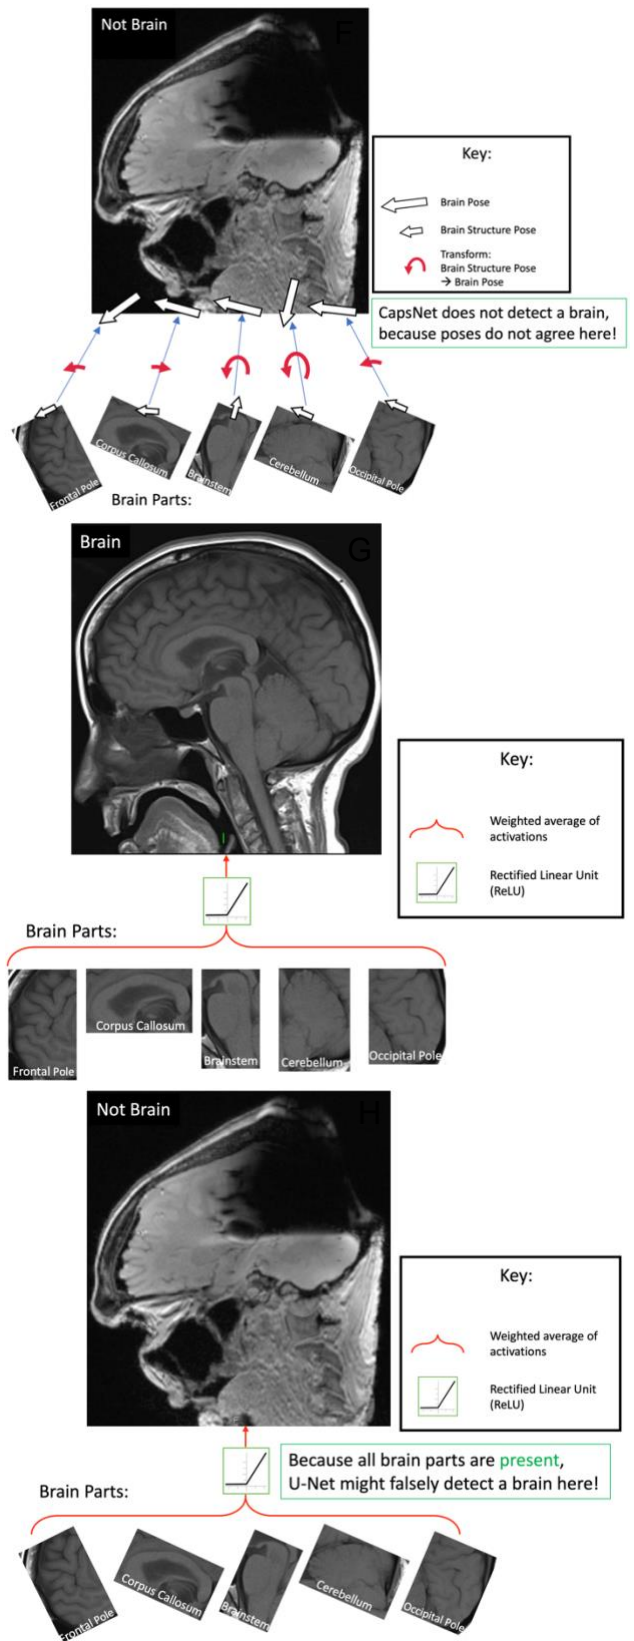 Not Brain
F
Key:
Brain Pose
Brain Structure Pose
Transform:
Brain Structure Pose
→ Brain Pose
CapsNet does not detect a brain,
because poses do not agree here!
Frontal Pole
Corpus Callosum
Brainstem
Cerebellum
Occipital Pole
Brain Parts:
Brain
G
Key:
Weighted average of
activations
Rectified Linear Unit
(ReLU)
Brain Parts:
Frontal Pole
Corpus Callosum
Brainstem
Cerebellum
Occipital Pole
Not Brain
H
Key:
Weighted average of
activations
Rectified Linear Unit
(ReLU)
Because all brain parts are present,
U-Net might falsely detect a brain here!
Brain Parts:
Frontal Pole
Corpus Callosum
Brainstem
Cerebellum
Occipital Pole